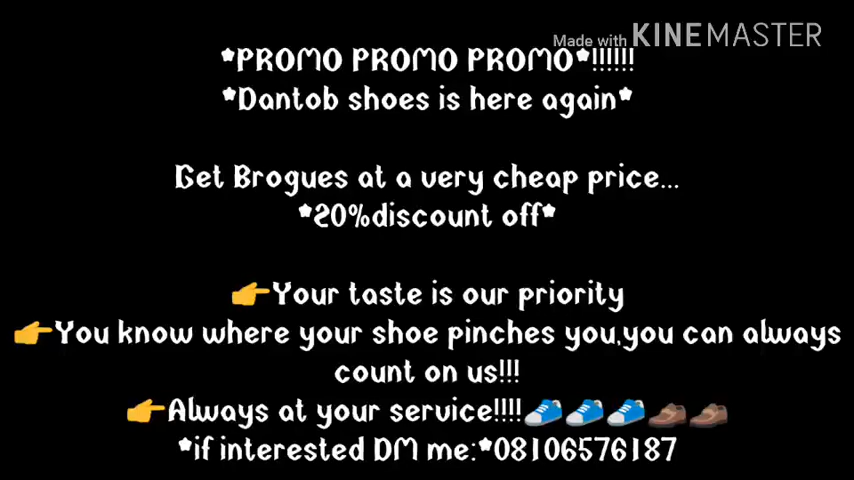 Made with KINEMASTER
*PROMO PROMO PROMO*!!!!!!
*Dantob shoes is here again*
Get Brogues at a very cheap price...
*20%discount off*
👉Your taste is our priority
👉You know where your shoe pinches you,you can always
count on us!!!
👉Always at your service!!!!👟👟👟👞👞
*if interested DM me:*08106576187